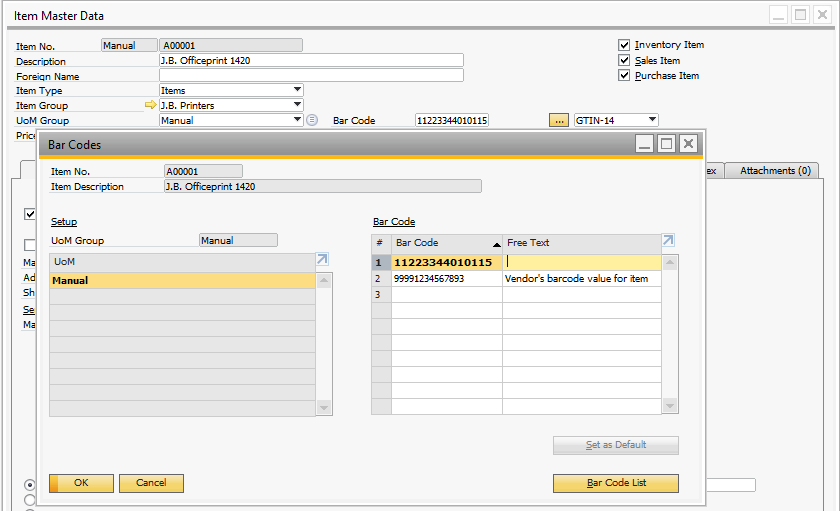 Item Master Data
Item No. Manual A00001
Inventory Item
Description J.B. Officeprint 1420
Sales Item
Foreign Name
Purchase Item
Item Type Items
Item Group J.B. Printers
UoM Group Manual Bar Code 11223344010115 ... GTIN-14
Price
Bar Codes
Item No. A00001
Item Description J.B. Officeprint 1420
ex Attachments (0)
Setup
Bar Code
UoM Group Manual
# Bar Code Free Text
UoM
1 11223344010115
Manual
2 99991234567893 Vendor's barcode value for item
3
Ma
Ad
Sh
Se
Ma
Set as Default
OK Cancel Bar Code List